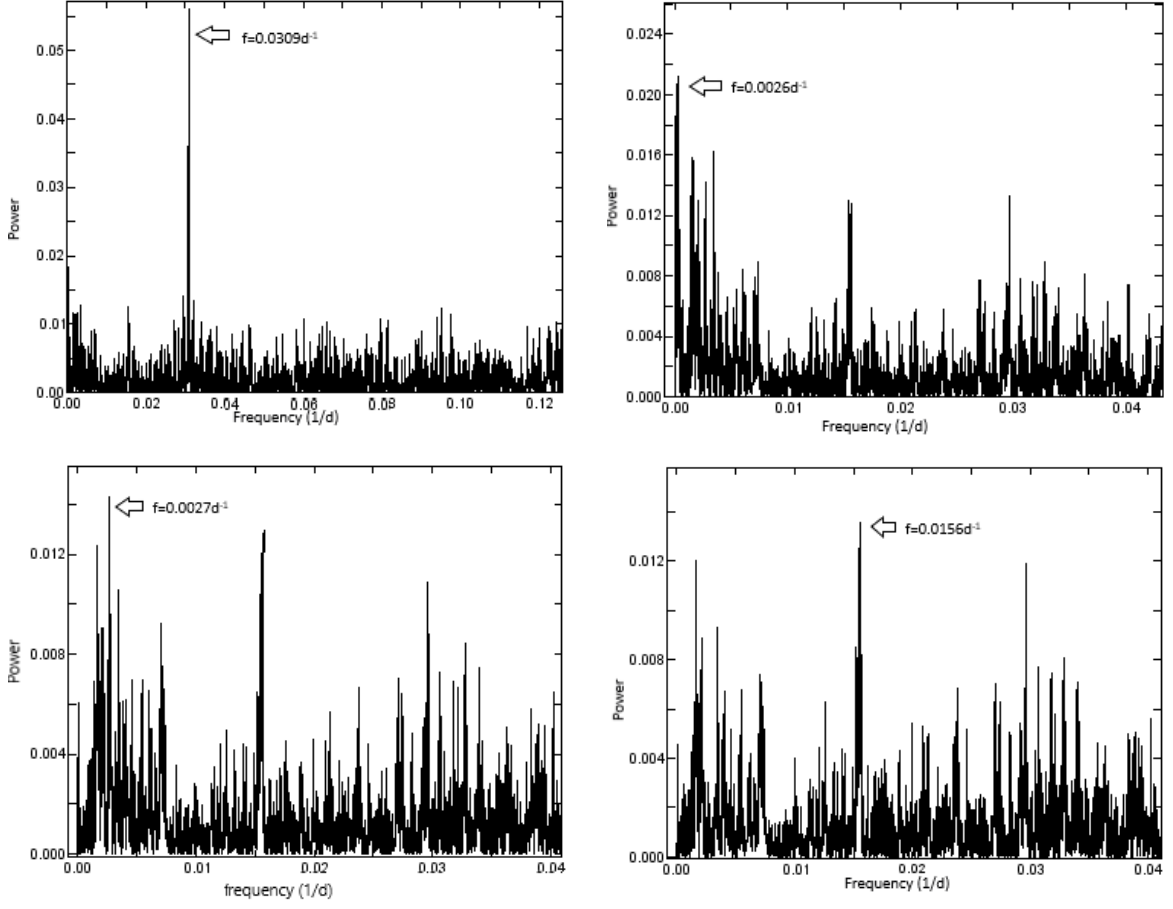 0.05
0.04
0.03
0.02
0.01
0.00
Power
f=0.0309d⁻¹
0.00 0.02 0.04 0.06 0.08 0.10 0.12
Frequency (1/d)
0.024
0.020
0.016
0.012
0.008
0.004
0.000
Power
f=0.0026d⁻¹
0.00 0.01 0.02 0.03 0.04
Frequency (1/d)
0.012
0.008
0.004
0.000
Power
f=0.0027d⁻¹
0.00 0.01 0.02 0.03 0.04
frequency (1/d)
0.012
0.008
0.004
0.000
Power
f=0.0156d⁻¹
0.00 0.01 0.02 0.03 0.04
Frequency (1/d)